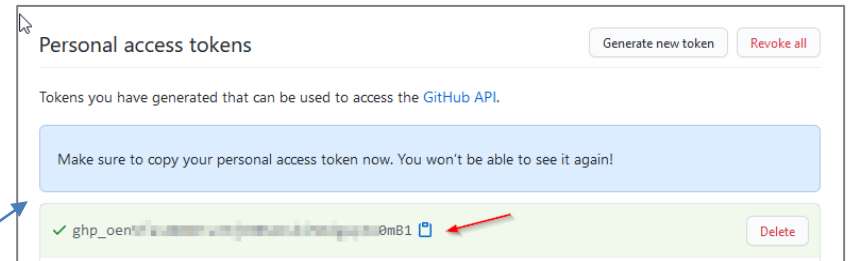 Personal access tokens
Generate new token
Revoke all
Tokens you have generated that can be used to access the GitHub API.
Make sure to copy your personal access token now. You won't be able to see it again!
ghp_oen 0mB1
Delete